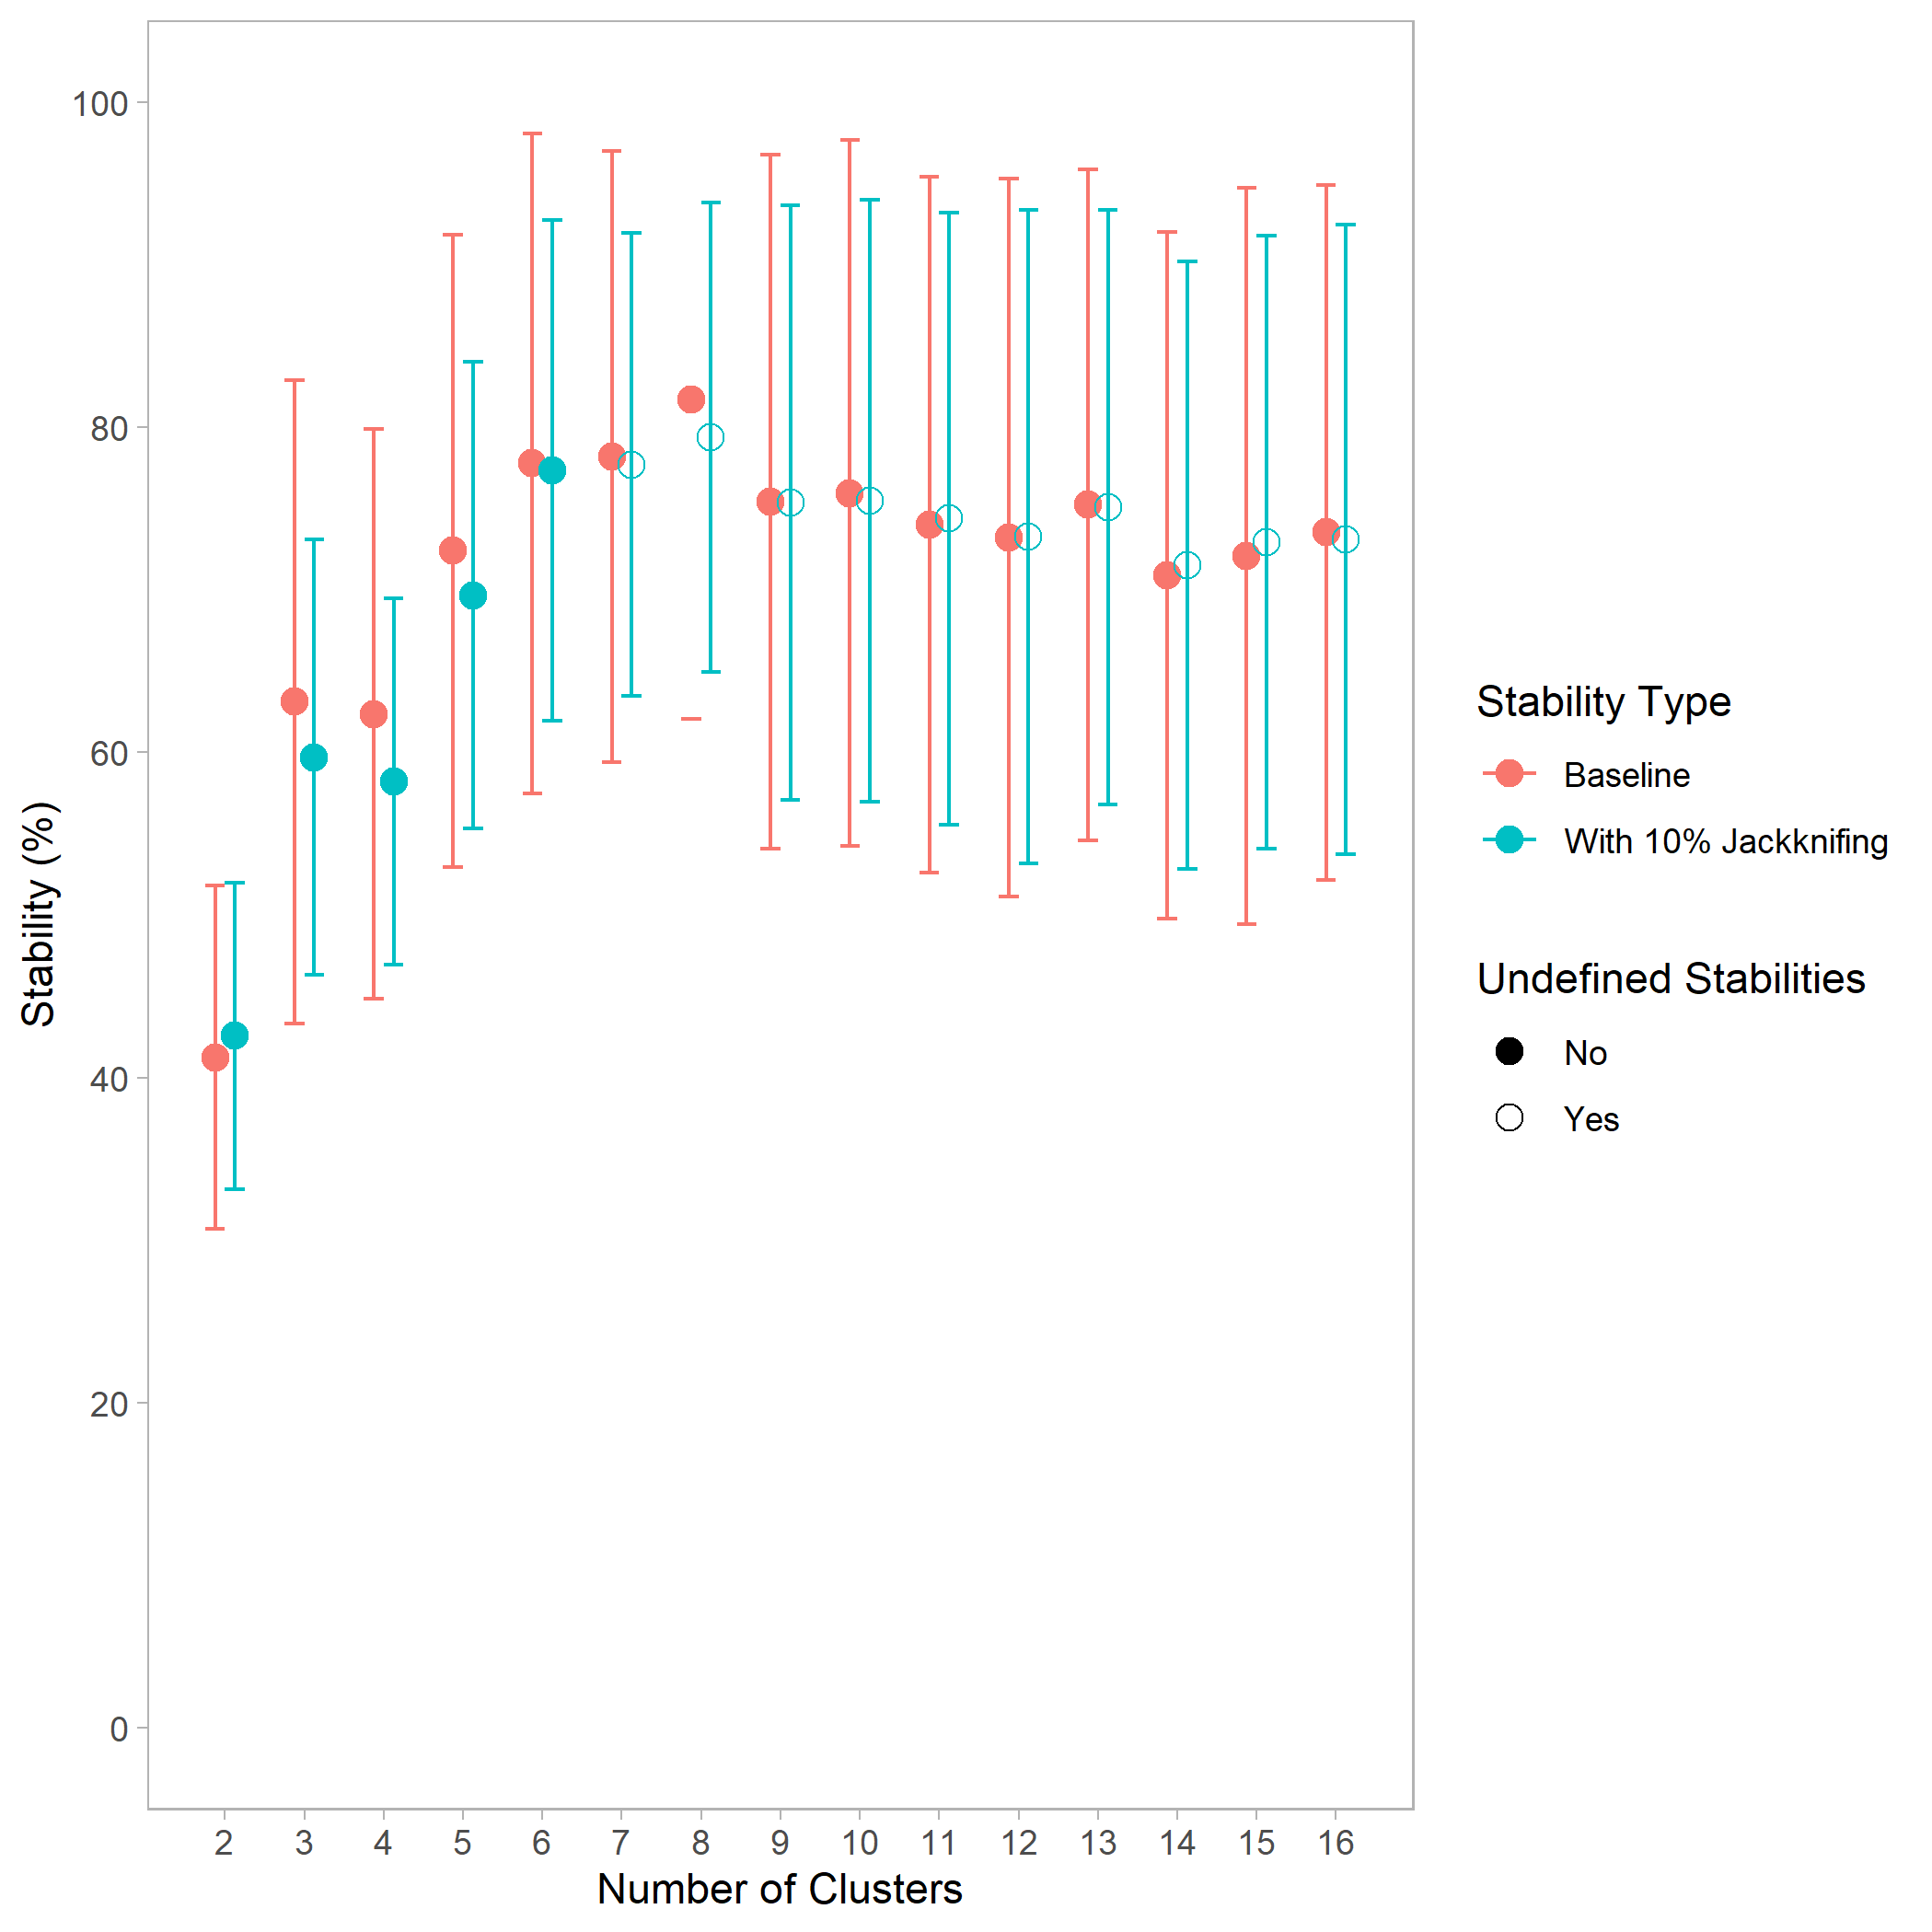 100
80
60
40
20
0
Stability (%)
2 3 4 5 6 7 8 9 10 11 12 13 14 15 16
Number of Clusters
Stability Type
Baseline
With 10% Jackknifing
Undefined Stabilities
No
Yes